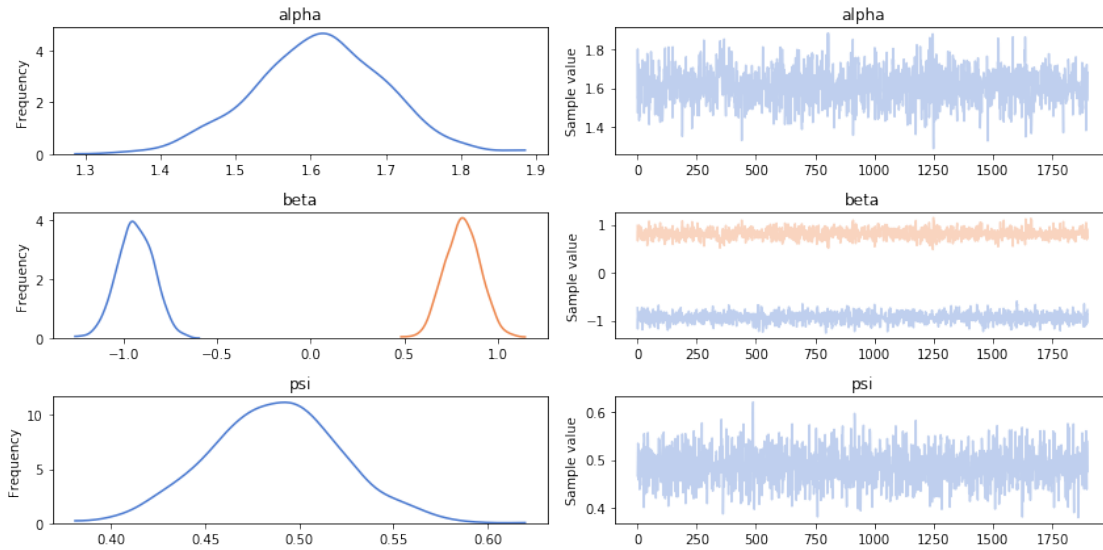 alpha
Frequency
4
2
0
1.3 1.4 1.5 1.6 1.7 1.8 1.9
alpha
Sample value
1.8
1.6
1.4
0 250 500 750 1000 1250 1500 1750
beta
Frequency
4
2
0
−1.0 −0.5 0.0 0.5 1.0
beta
Sample value
1
0
−1
0 250 500 750 1000 1250 1500 1750
psi
Frequency
10
5
0
0.40 0.45 0.50 0.55 0.60
psi
Sample value
0.6
0.5
0.4
0 250 500 750 1000 1250 1500 1750